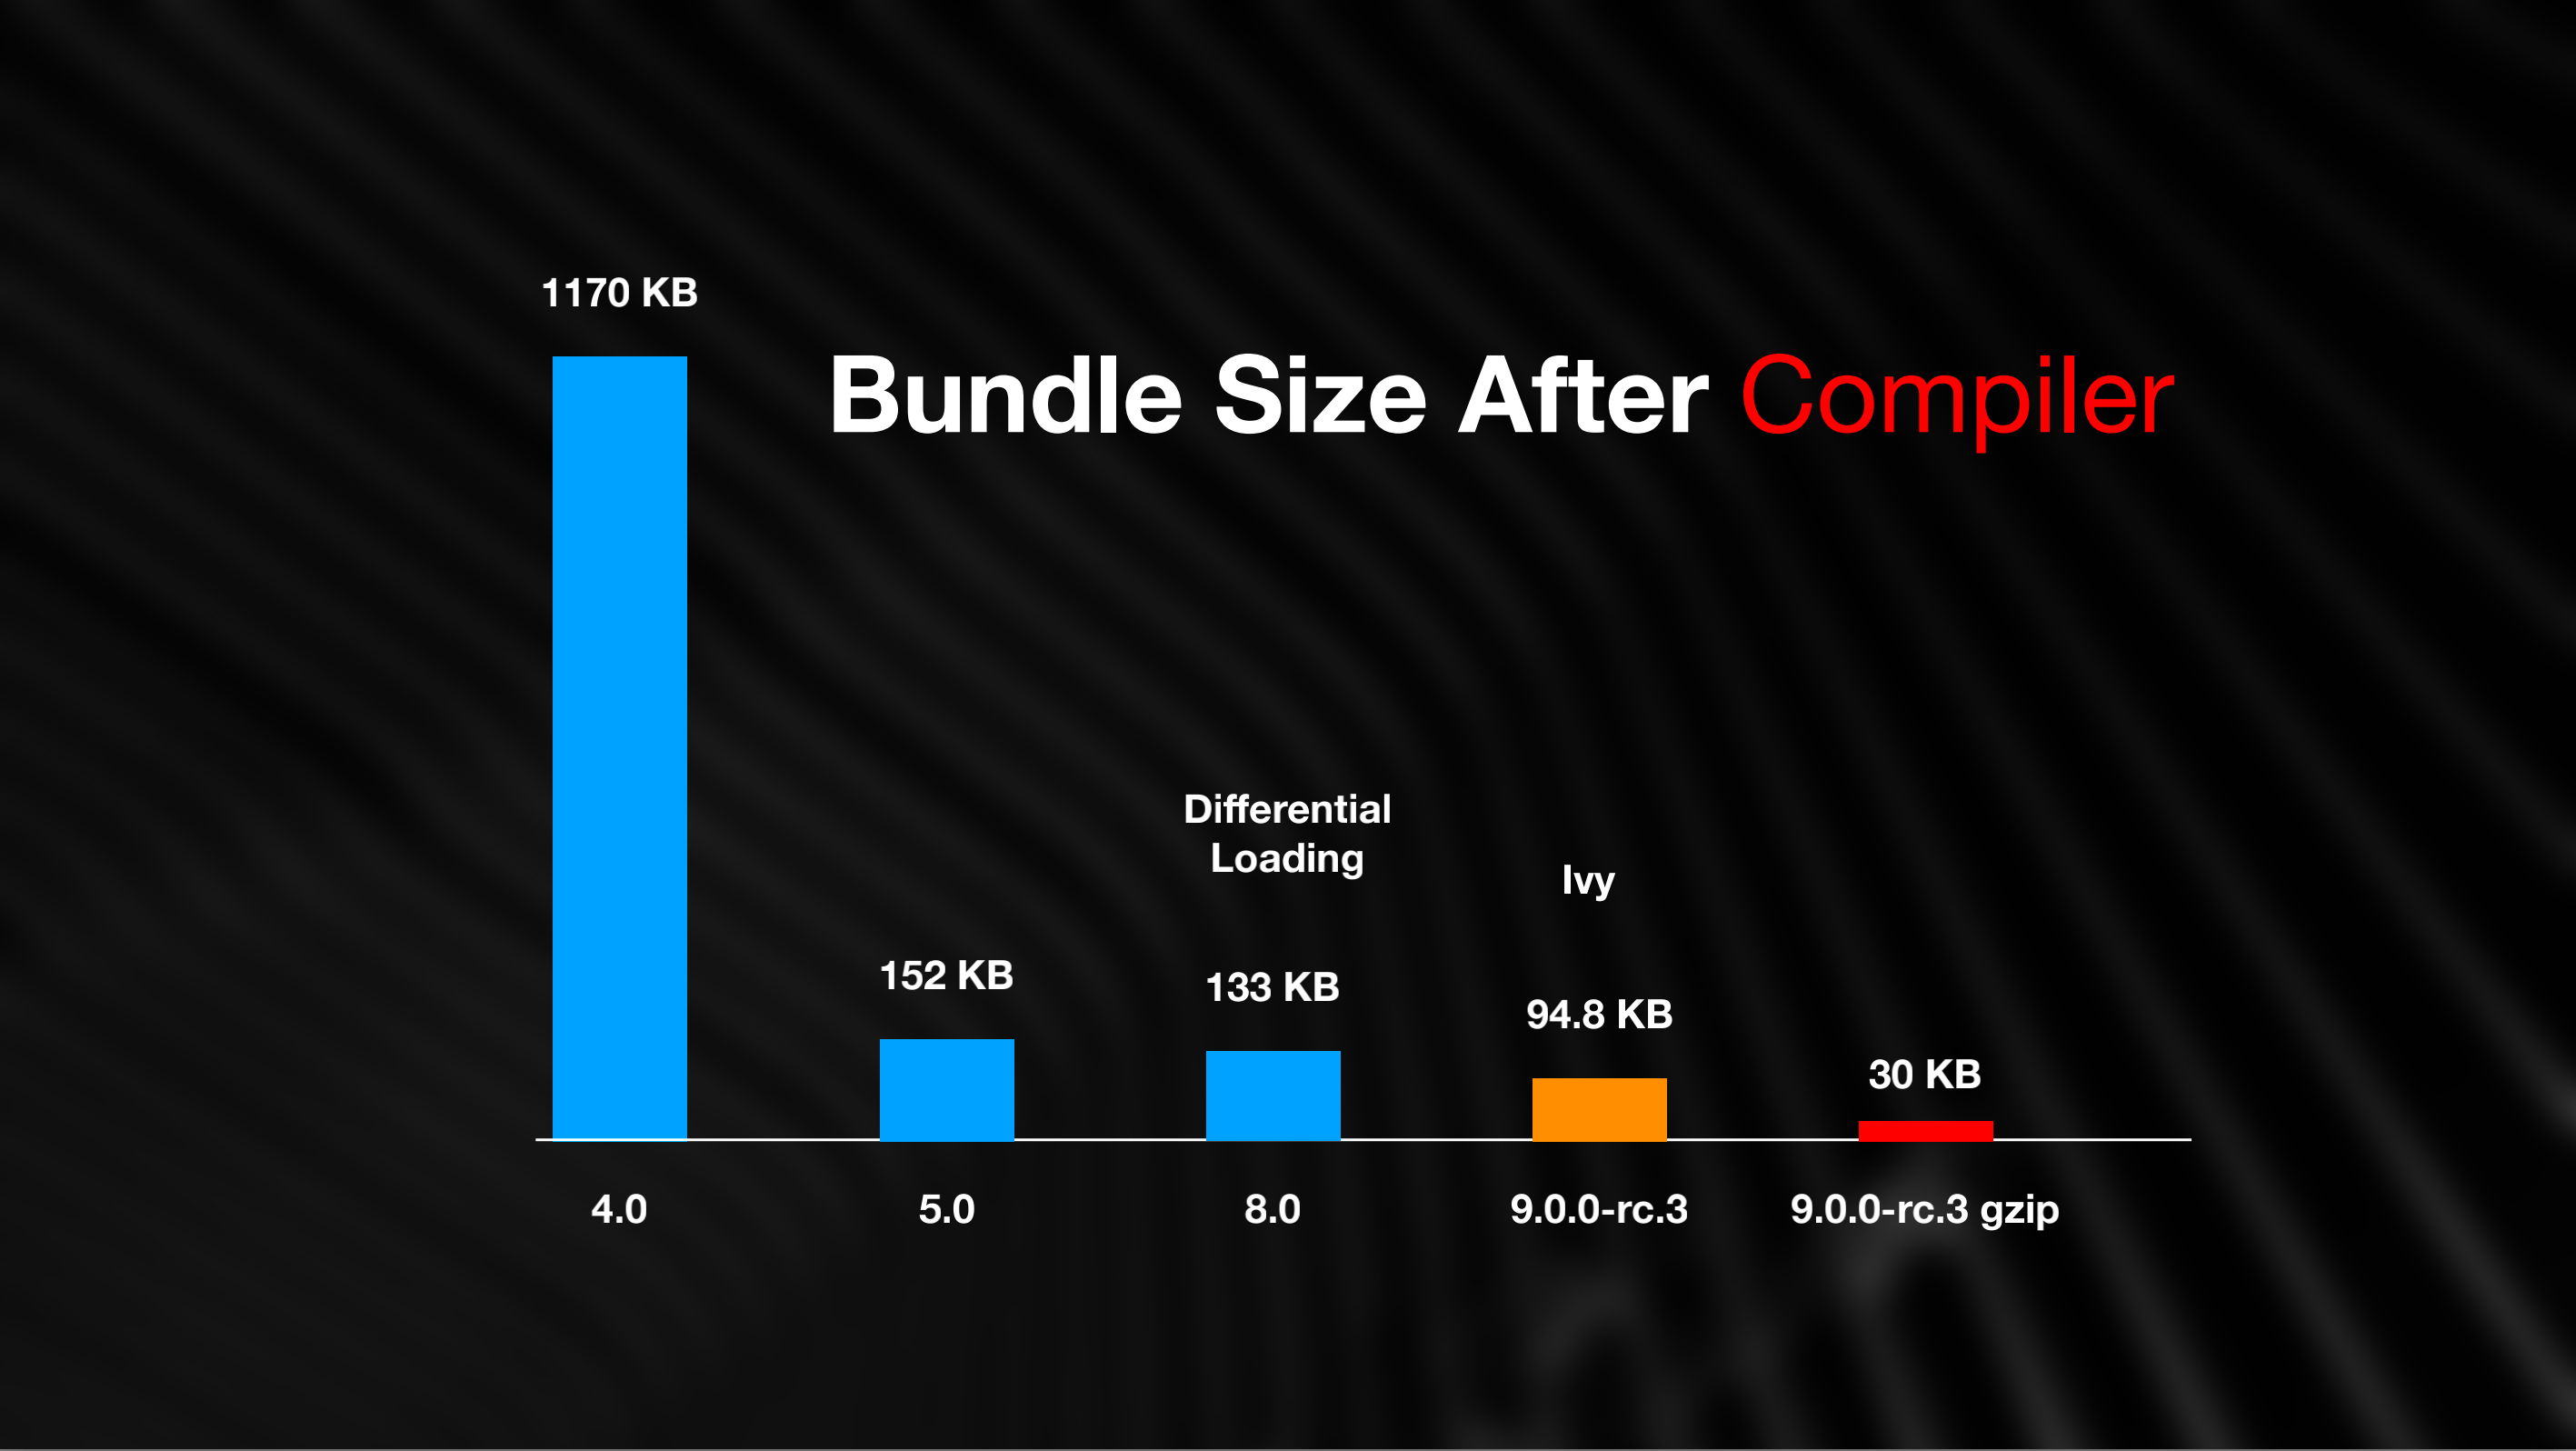 1170 KB
Bundle Size After Compiler
Differential
Loading
Ivy
152 KB
133 KB
94.8 KB
30 KB
4.0
5.0
8.0
9.0.0-rc.3
9.0.0-rc.3 gzip